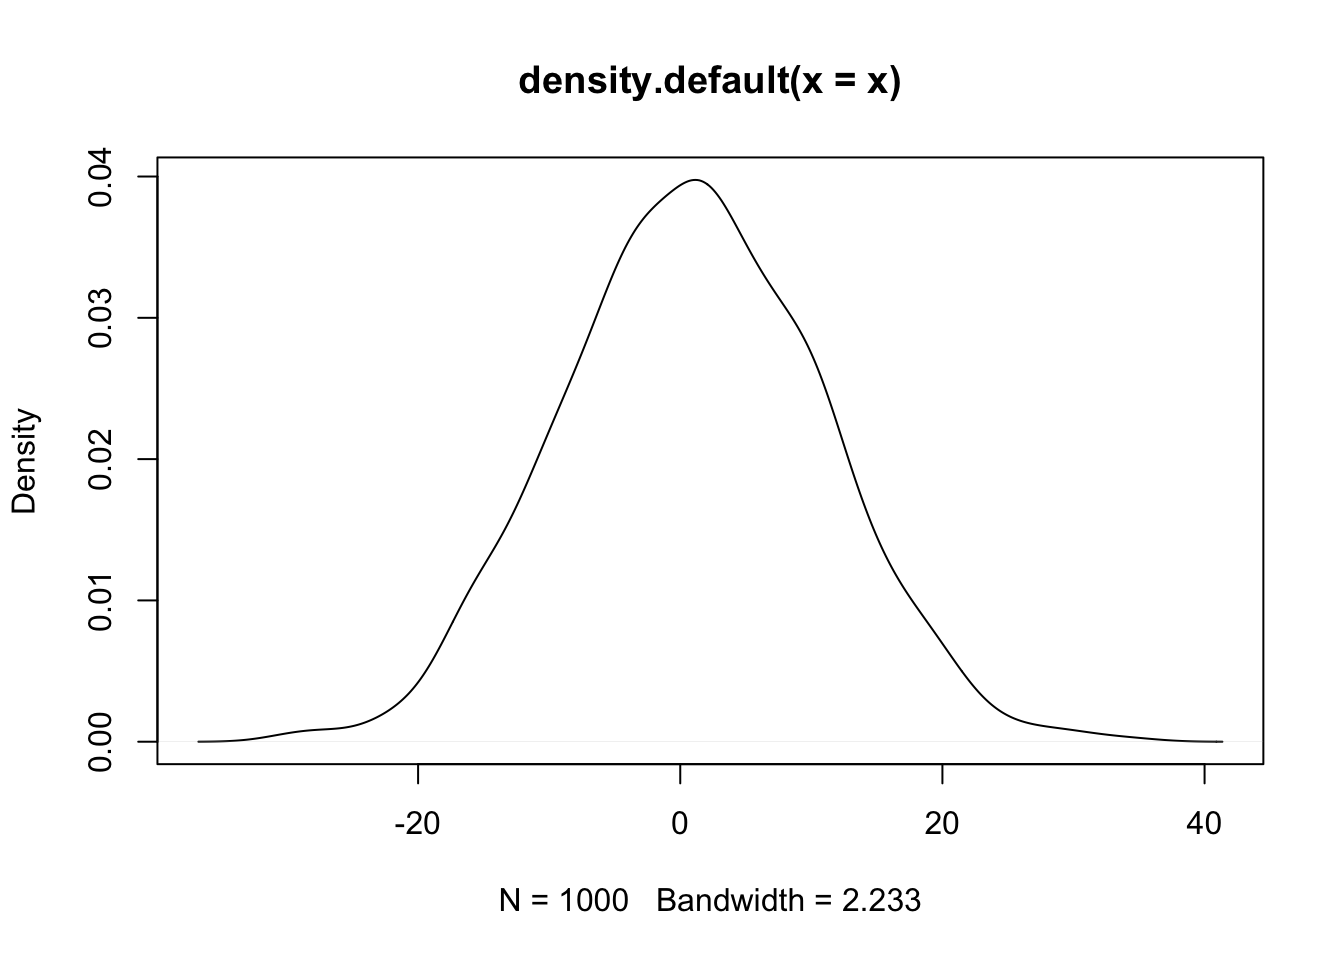 density.default(x = x)
0.04
0.03
0.02
0.01
0.00
Density
-20 0 20 40
N = 1000 Bandwidth = 2.233